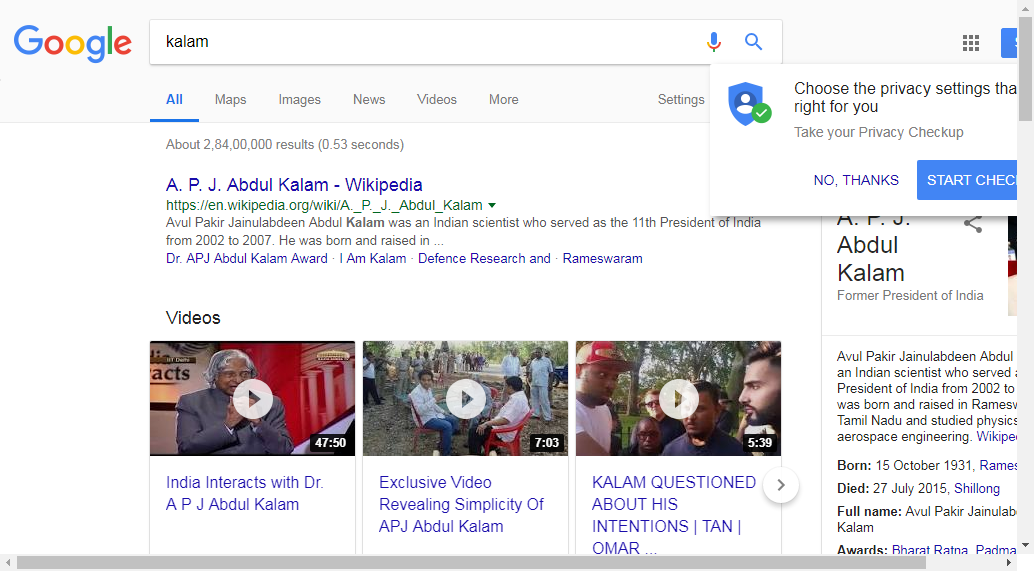 Google
kalam
All
Maps
Images
News
Videos
More
Settings
Choose the privacy settings tha
right for you
Take your Privacy Checkup
NO, THANKS
START CHEC
About 2,84,00,000 results (0.53 seconds)
A. P. J. Abdul Kalam - Wikipedia
https://en.wikipedia.org/wiki/A._P._J._Abdul_Kalam
Avul Pakir Jainulabdeen Abdul Kalam was an Indian scientist who served as the 11th President of India
from 2002 to 2007. He was born and raised in ...
Dr. APJ Abdul Kalam Award · I Am Kalam · Defence Research and · Rameswaram
Videos
IIT Delhi
acts
47:50
India Interacts with Dr.
A P J Abdul Kalam
7:03
Exclusive Video
Revealing Simplicity Of
APJ Abdul Kalam
5:39
KALAM QUESTIONED
ABOUT HIS
INTENTIONS | TAN |
OMAR ...
A. P. J.
Abdul
Kalam
Former President of India
Avul Pakir Jainulabdeen Abdul
an Indian scientist who served a
President of India from 2002 to
was born and raised in Ramesw
Tamil Nadu and studied physics
aerospace engineering. Wikipe
Born: 15 October 1931, Rames
Died: 27 July 2015, Shillong
Full name: Avul Pakir Jainulab
Kalam
Awards: Bharat Ratna, Padma